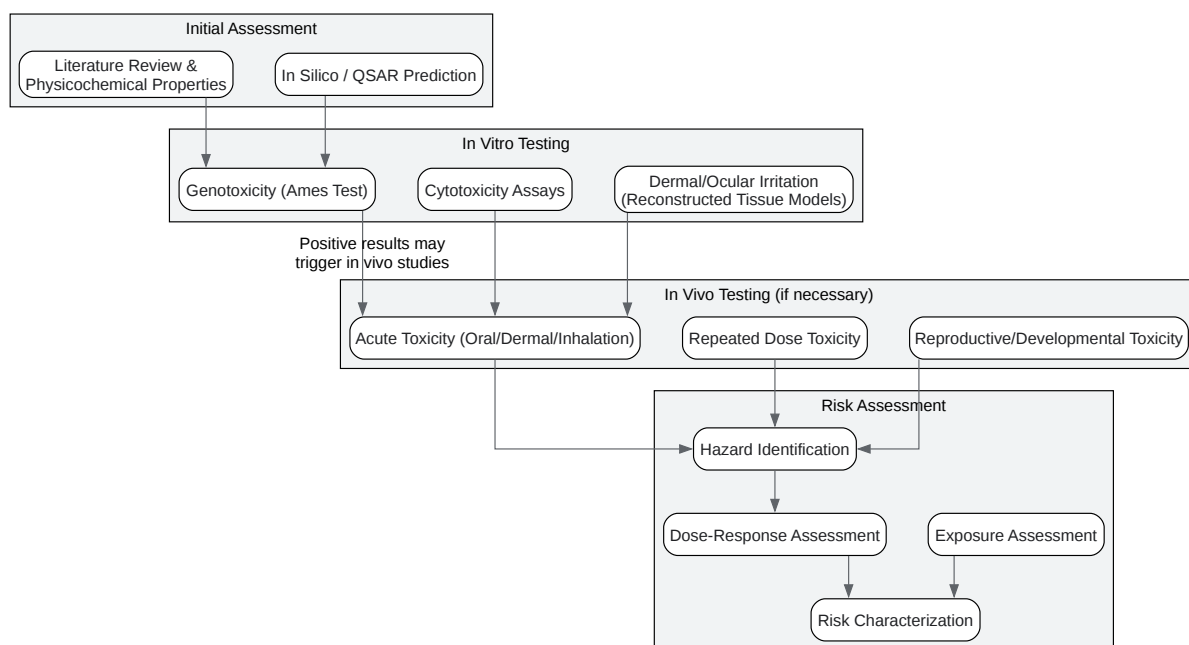 Initial Assessment
Literature Review &
Physicochemical Properties
In Silico / QSAR Prediction
In Vitro Testing
Genotoxicity (Ames Test)
Cytotoxicity Assays
Dermal/Ocular Irritation
(Reconstructed Tissue Models)
Positive results may
trigger in vivo studies
In Vivo Testing (if necessary)
Acute Toxicity (Oral/Dermal/Inhalation)
Repeated Dose Toxicity
Reproductive/Developmental Toxicity
Risk Assessment
Hazard Identification
Dose-Response Assessment
Exposure Assessment
Risk Characterization